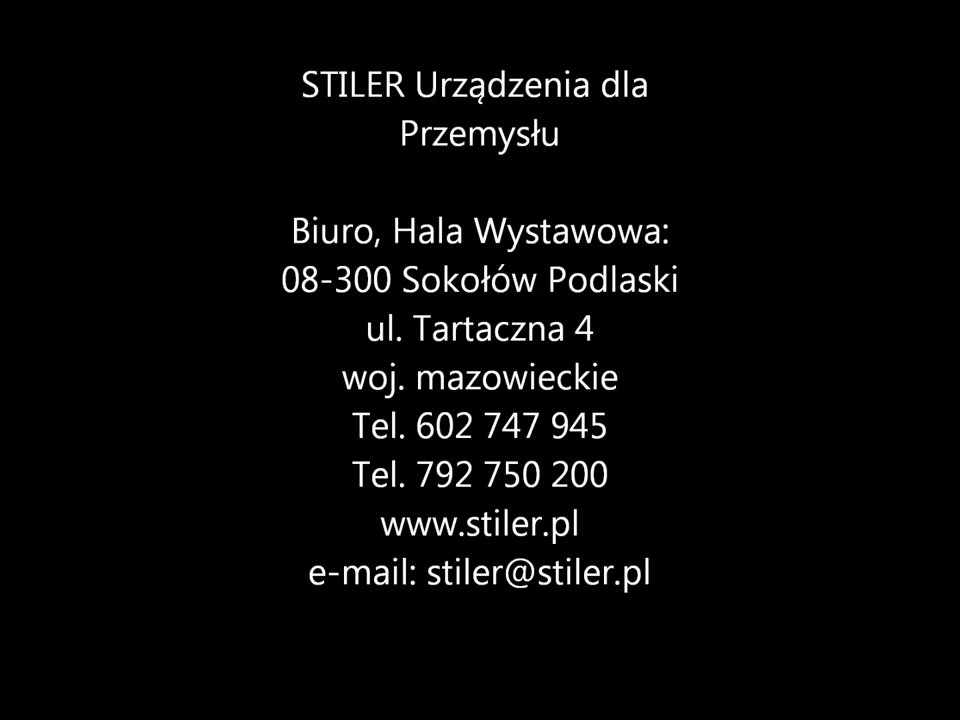 STILER Urządzenia dla
Przemysłu
Biuro, Hala Wystawowa:
08-300 Sokołów Podlaski
ul. Tartaczna 4
woj. mazowieckie
Tel. 602 747 945
Tel. 792 750 200
www.stiler.pl
e-mail: stiler@stiler.pl